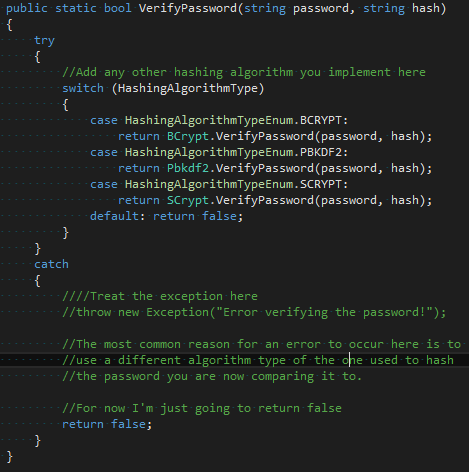 public static bool VerifyPassword(string password, string hash)
{
try
{
//Add any other hashing algorithm you implement here
switch (HashingAlgorithmType)
{
case HashingAlgorithmTypeEnum.BCRYPT:
return BCrypt.VerifyPassword(password, hash);
case HashingAlgorithmTypeEnum.PBKDF2:
return Pbkdf2.VerifyPassword(password, hash);
case HashingAlgorithmTypeEnum.SCRYPT:
return SCrypt.VerifyPassword(password, hash);
default: return false;
}
}
catch
{
////Treat the exception here
//throw new Exception("Error verifying the password!");
//The most common reason for an error to occur here is to
//use a different algorithm type of the one used to hash
//the password you are now comparing it to.
//For now I'm just going to return false
return false;
}
}